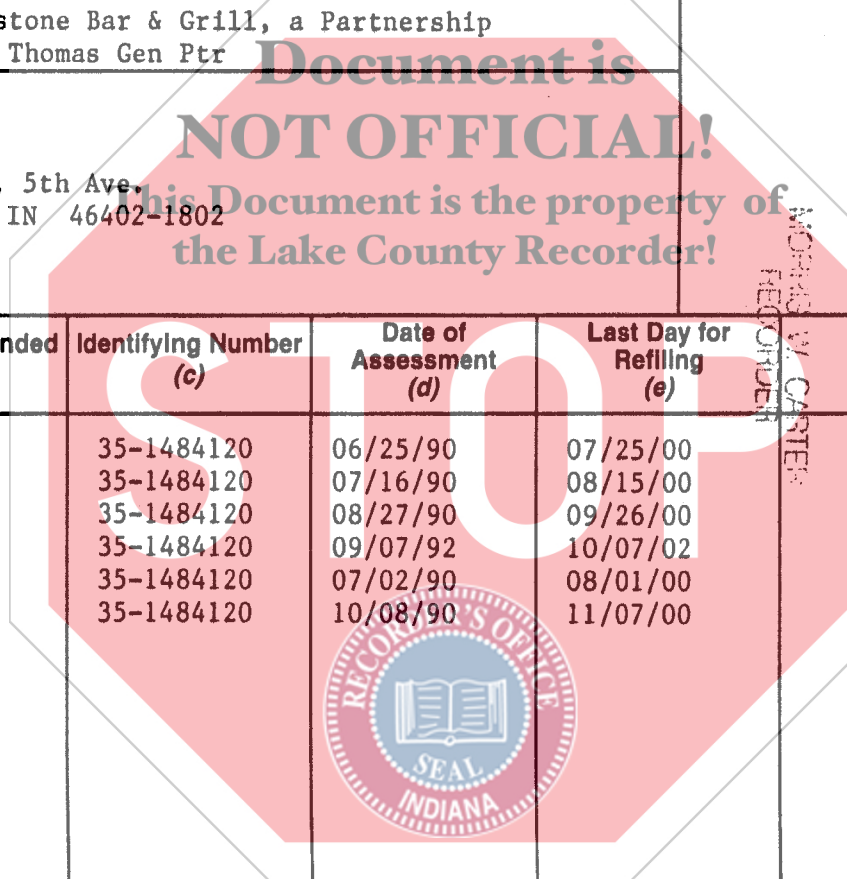 stone Bar & Grill, a Partnership
Thomas Gen Ptr
Document is
NOT OFFICIAL!
5th Ave.
This Document is the property of
IN 46402-1802
the Lake County Recorder!
MORRIS W. CARTER
RECORDER
nded Identifying Number (c) Date of Assessment (d) Last Day for Refiling (e)
35-1484120 06/25/90 07/25/00
35-1484120 07/16/90 08/15/00
35-1484120 08/27/90 09/26/00
35-1484120 09/07/92 10/07/02
35-1484120 07/02/90 08/01/00
35-1484120 10/08/90 11/07/00
STOP
RECORDER'S OFFICE
SEAL
INDIANA